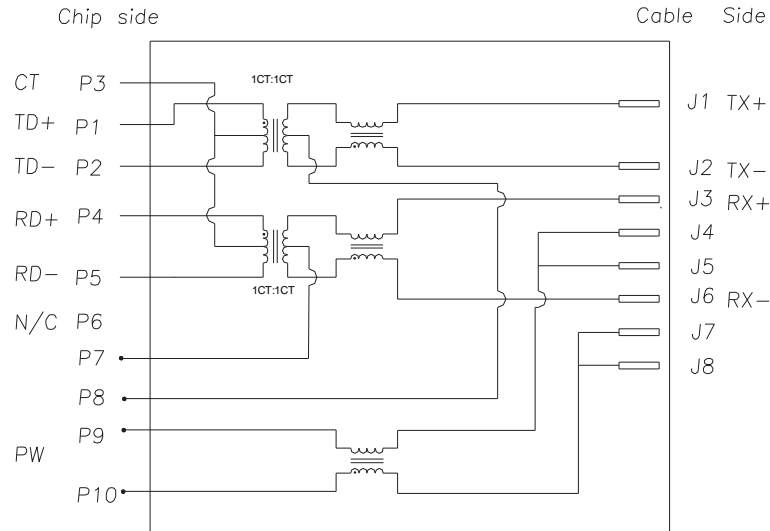 Chip side
Cable Side
CT P3
1CT:1CT
J1 TX+
TD+ P1
TD- P2
J2 TX-
J3 RX+
RD+ P4
J4
J5
RD- P5
1CT:1CT
J6 RX-
N/C P6
J7
P7
J8
P8
P9
PW
P10